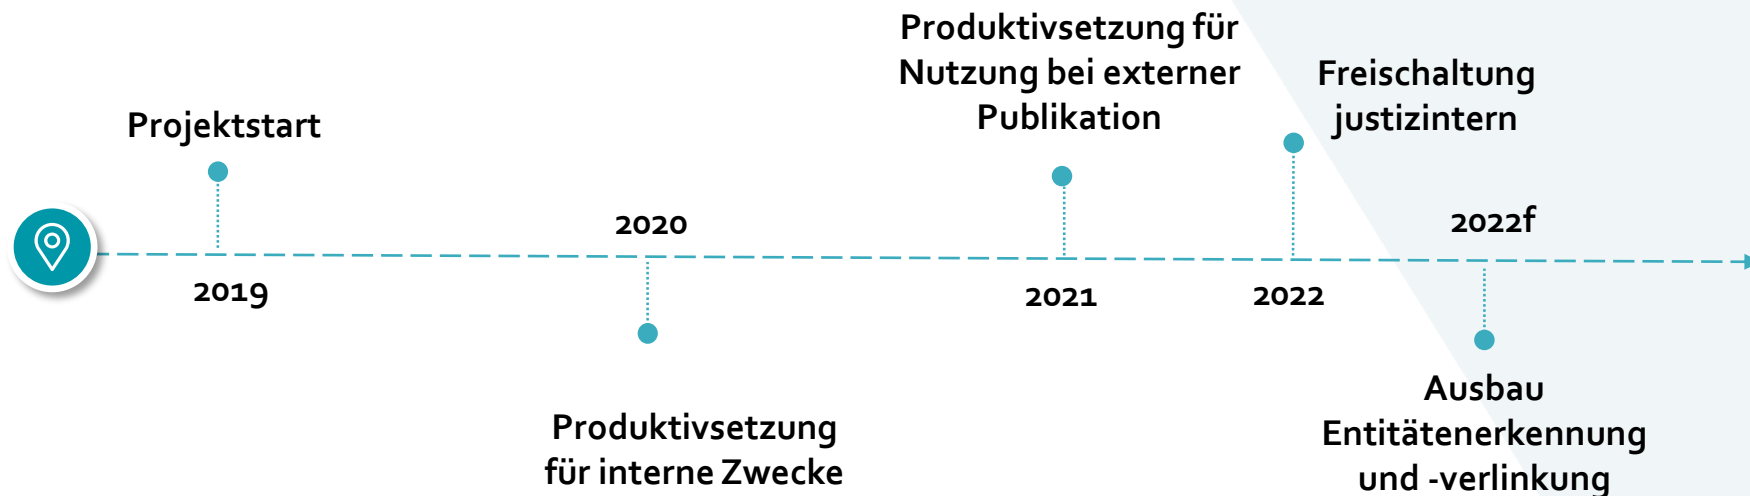 Projektstart
2019
2020
Produktivsetzung
für interne Zwecke
Produktivsetzung für
Nutzung bei externer
Publikation
2021
Freischaltung
justizintern
2022
2022f
Ausbau
Entitätenerkennung
und -verlinkung